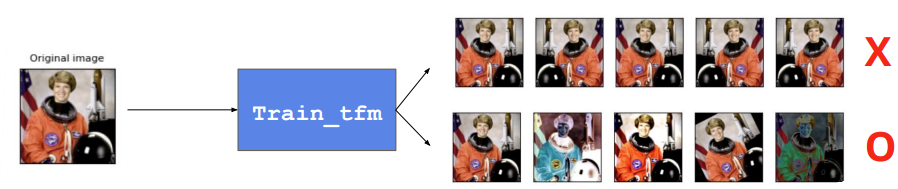 Original image
Train_tfm
X
O